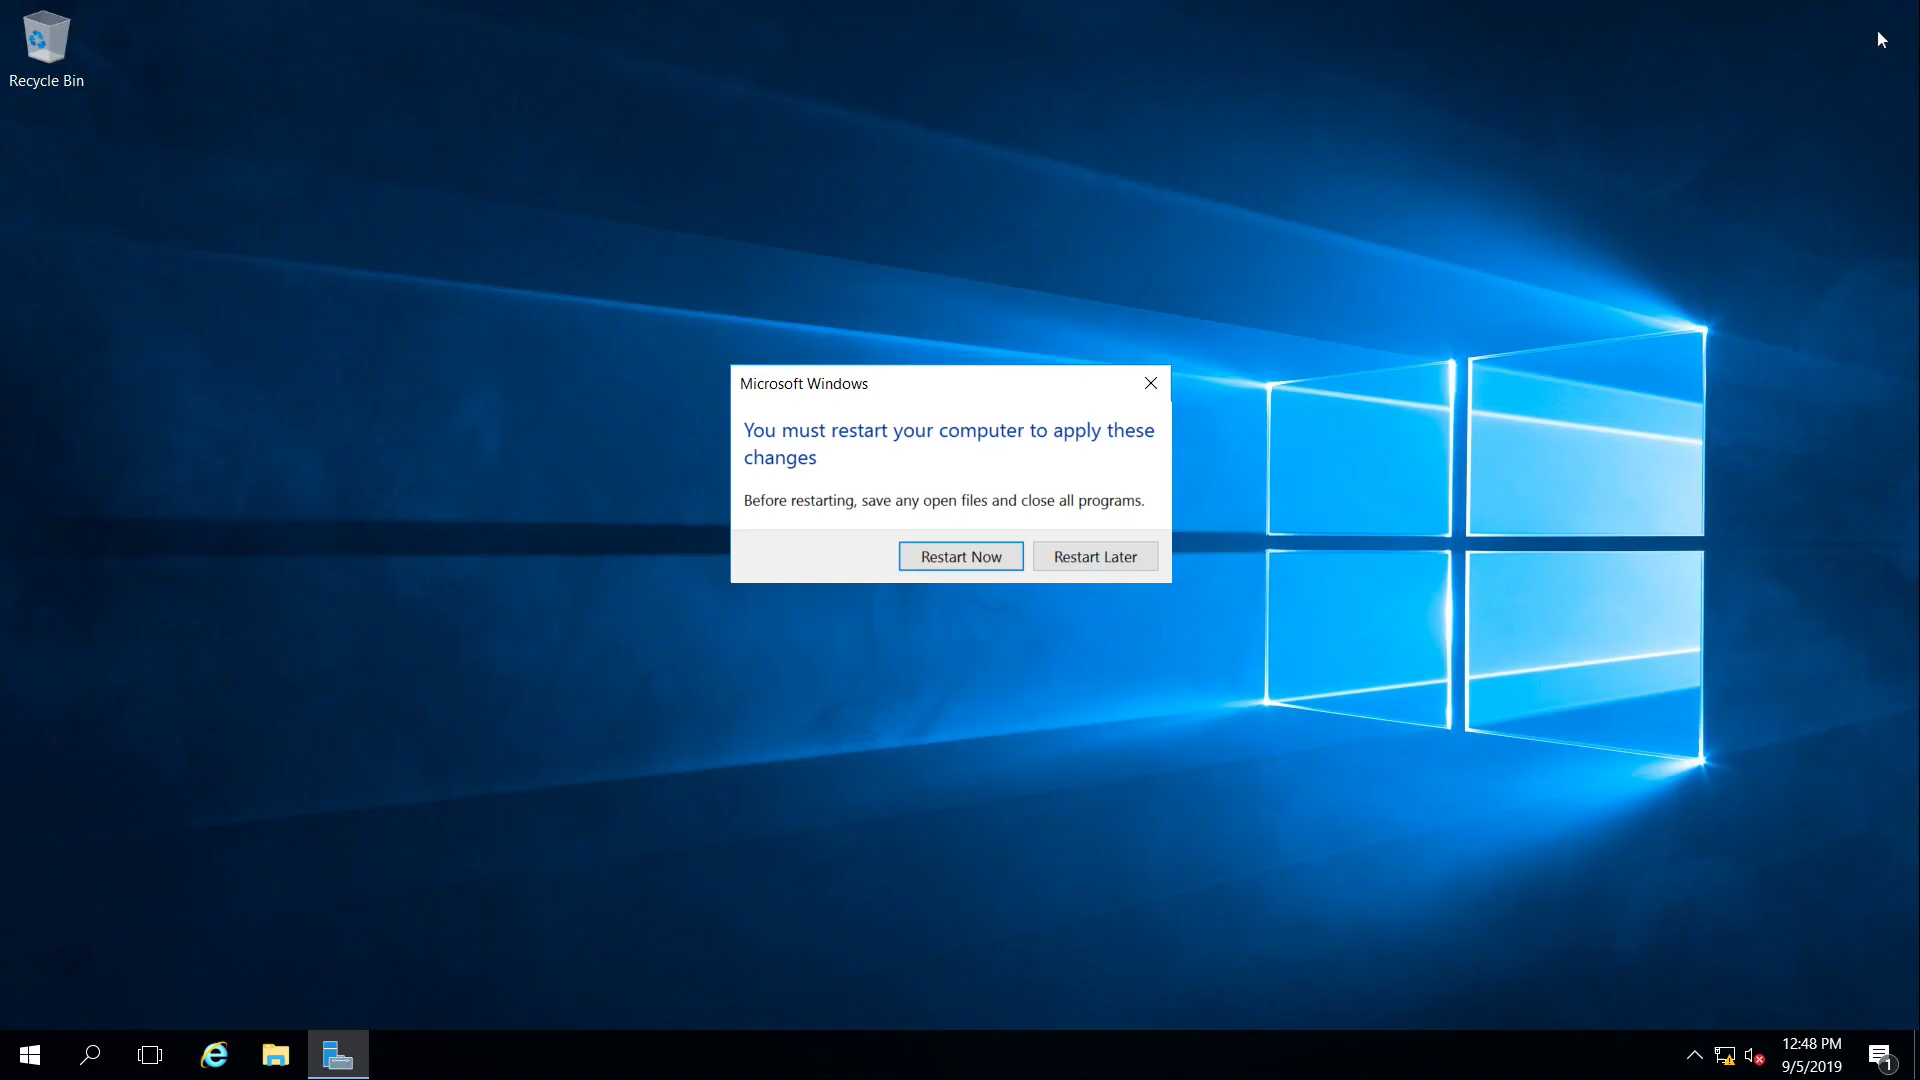 Recycle Bin
Microsoft Windows
You must restart your computer to apply these
changes
Before restarting, save any open files and close all programs.
Restart Now
Restart Later
12:48 PM
9/5/2019
1